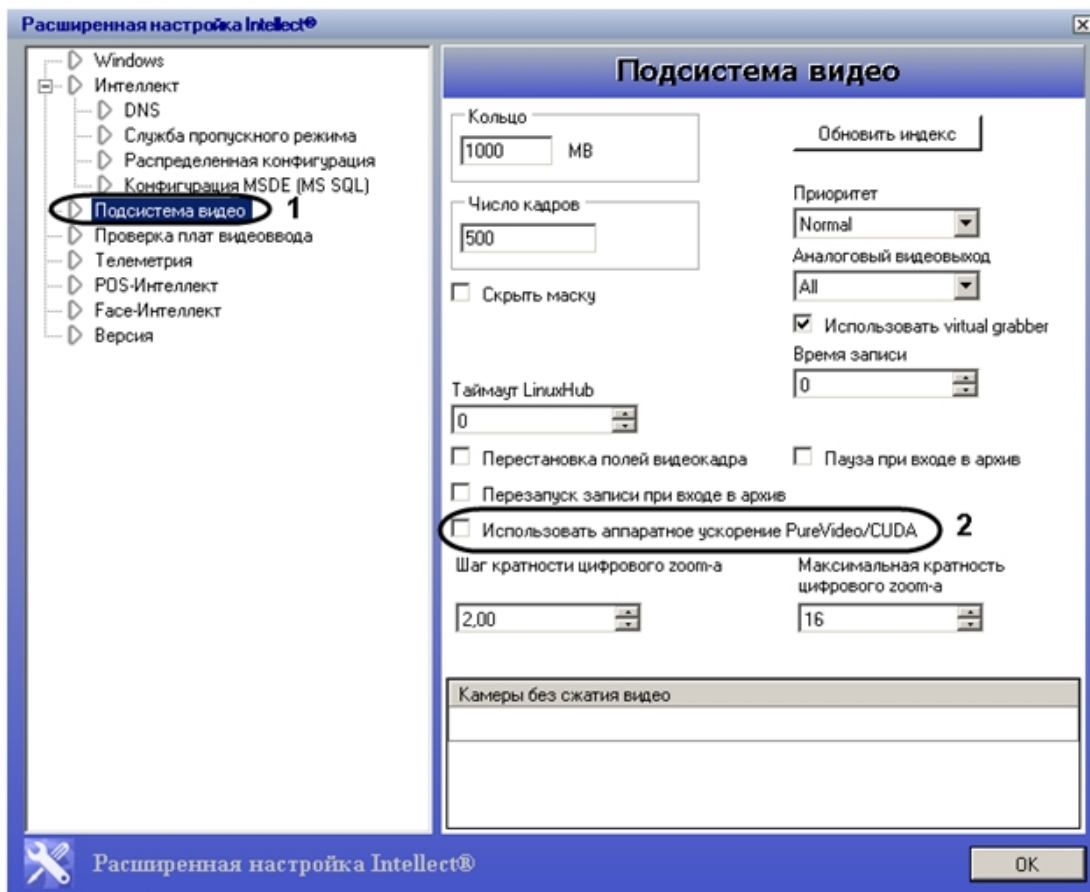 Расширенная настройка Intellect®
Windows
Интеллект
DNS
Служба пропускного режима
Распределенная конфигурация
Конфигурация MSDE (MS SQL)
Подсистема видео
1
Проверка плат видеоввода
Телеметрия
POS-Интеллект
Face-Интеллект
Версия
Подсистема видео
Кольцо
1000 MB
Обновить индекс
Число кадров
500
Приоритет
Normal
Аналоговый видеовыход
All
Скрыть маску
Использовать virtual grabber
Время записи
0
Таймаут LinuxHub
0
Перестановка полей видеокадра
Пауза при входе в архив
Перезапуск записи при входе в архив
Использовать аппаратное ускорение PureVideo/CUDA
2
Шаг кратности цифрового zoom-а
2,00
Максимальная кратность
цифрового zoom-а
16
Камеры без сжатия видео
Расширенная настройка Intellect®
OK